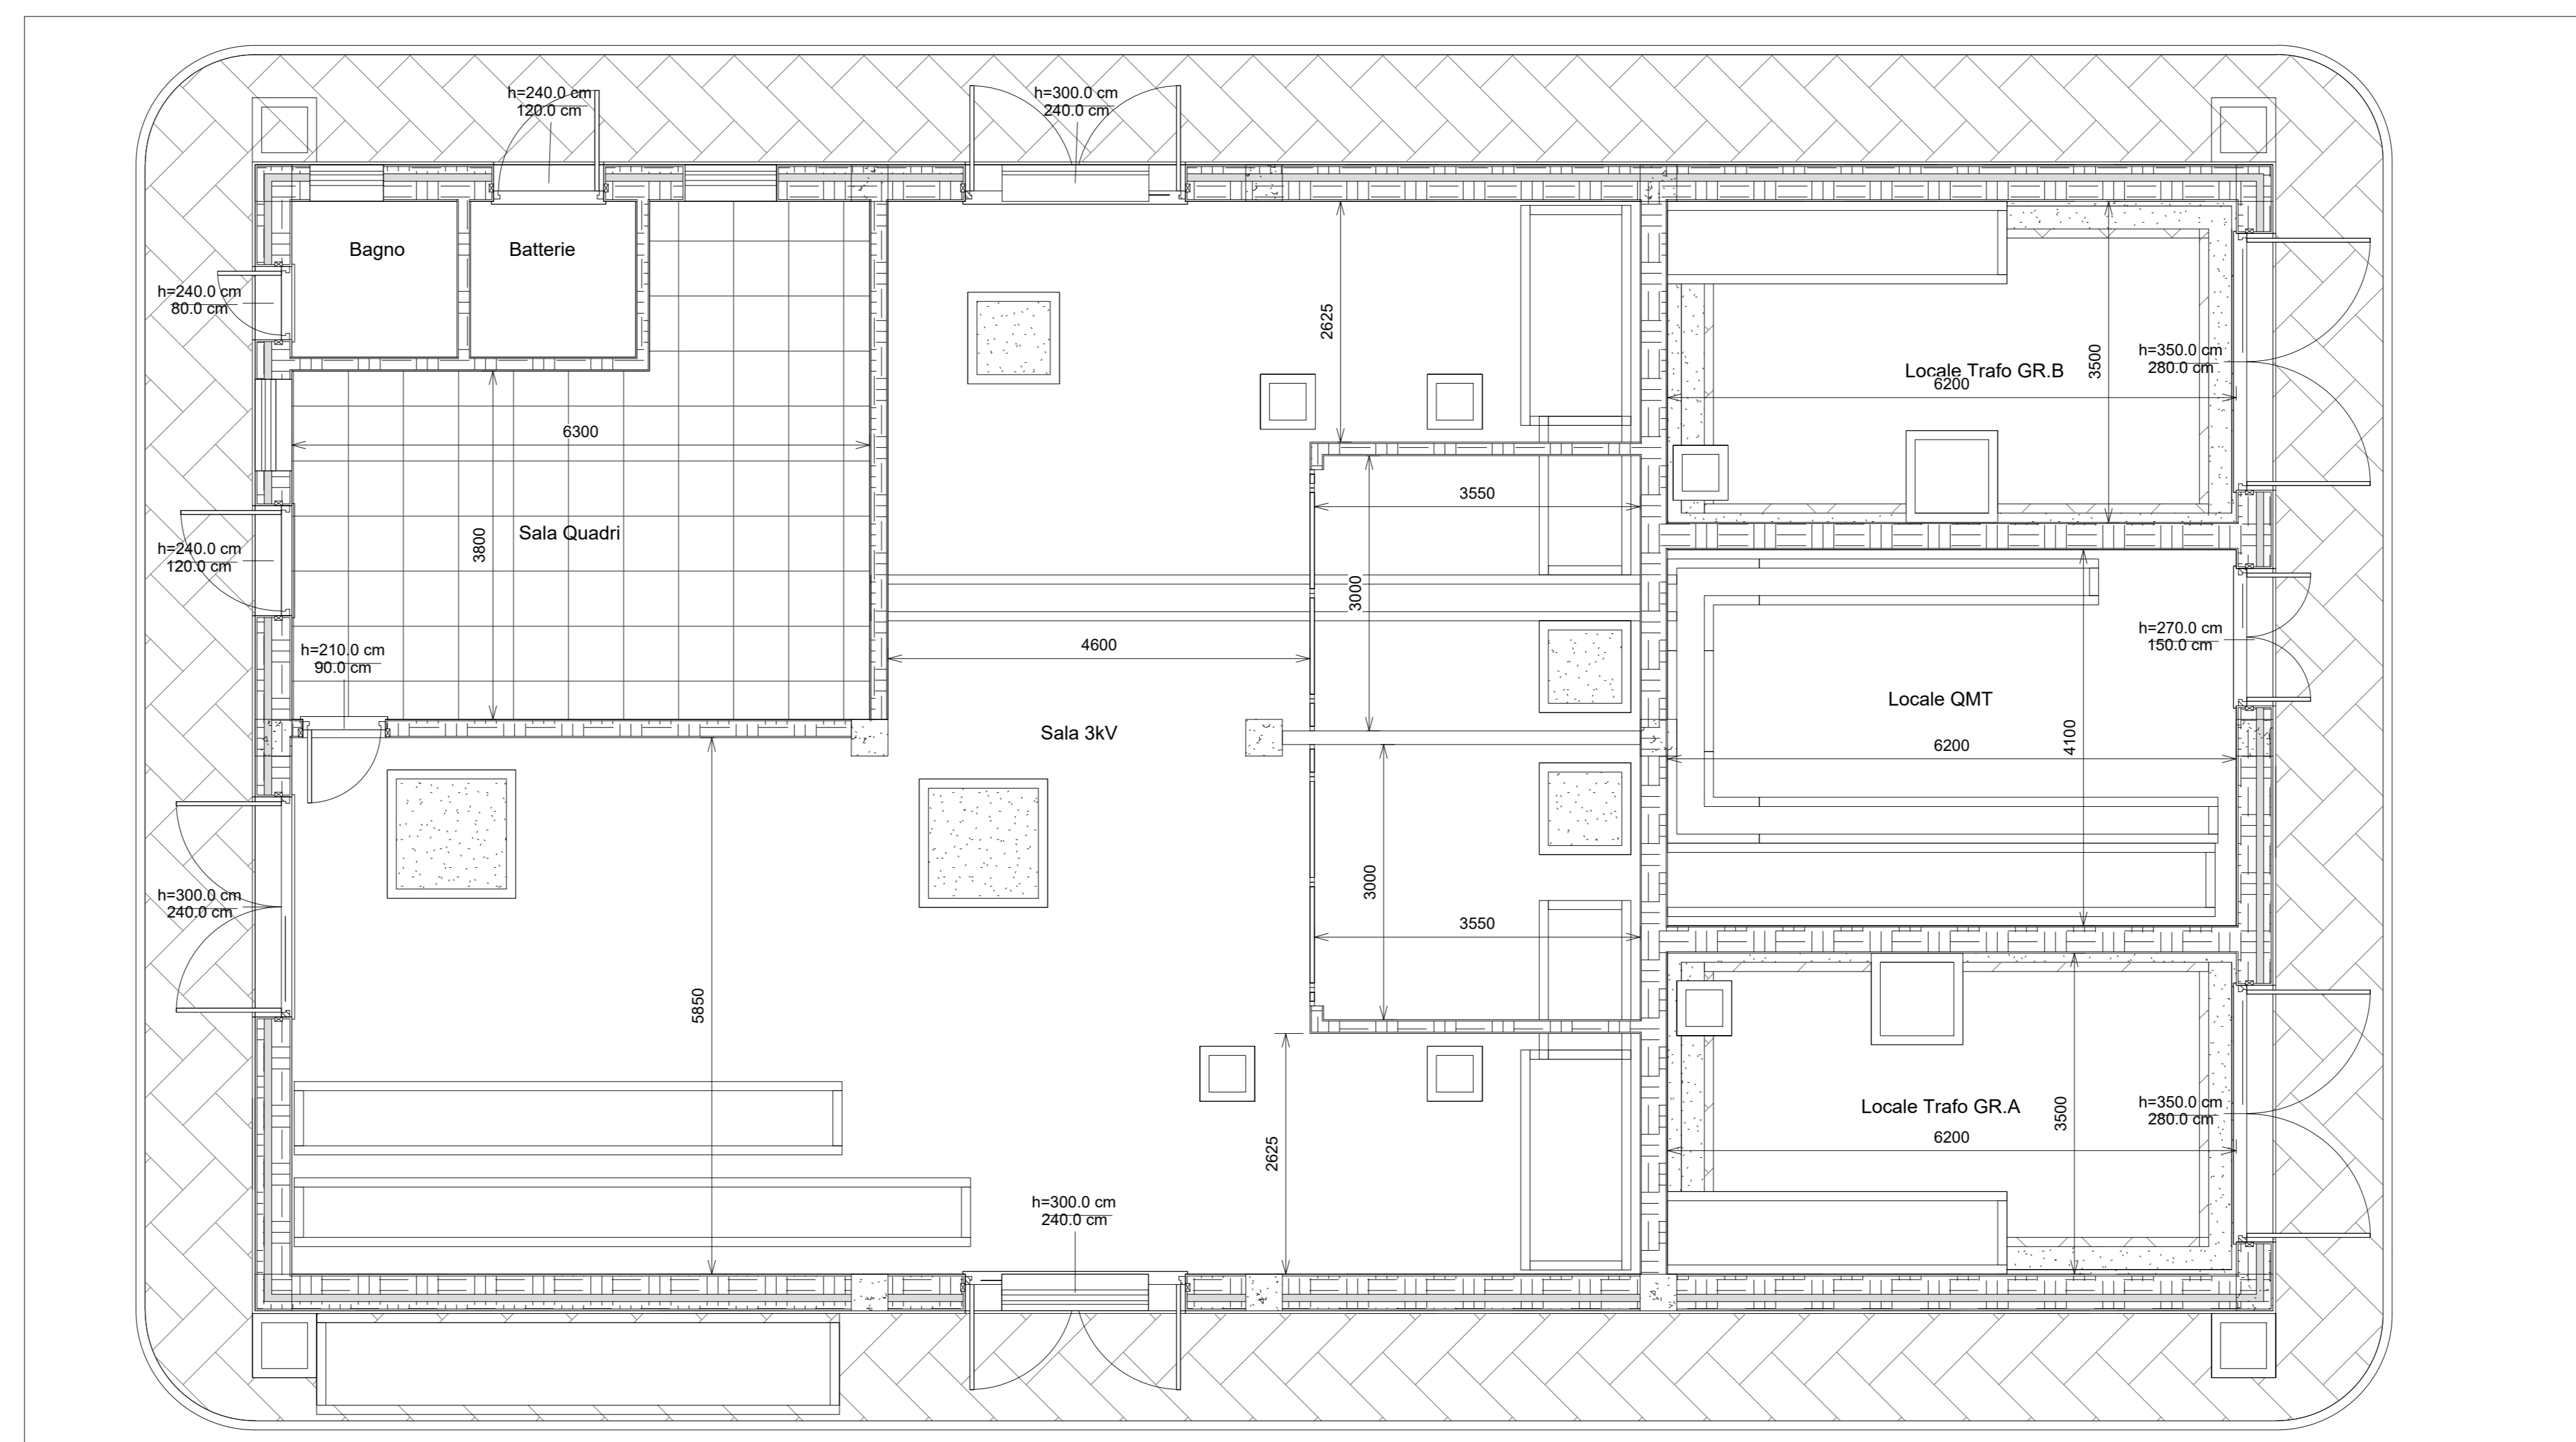 h=240.0 cm
120.0 cm
h=300.0 cm
240.0 cm
Bagno
Batterie
h=240.0 cm
80.0 cm
2625
Locale Trafo GR.B
6200
3500
h=350.0 cm
280.0 cm
6300
3550
Sala Quadri
3800
h=240.0 cm
120.0 cm
3000
h=210.0 cm
90.0 cm
4600
h=270.0 cm
150.0 cm
Locale QMT
Sala 3kV
4100
6200
h=300.0 cm
240.0 cm
3000
3550
5850
Locale Trafo GR.A
3500
6200
h=350.0 cm
280.0 cm
2625
h=300.0 cm
240.0 cm